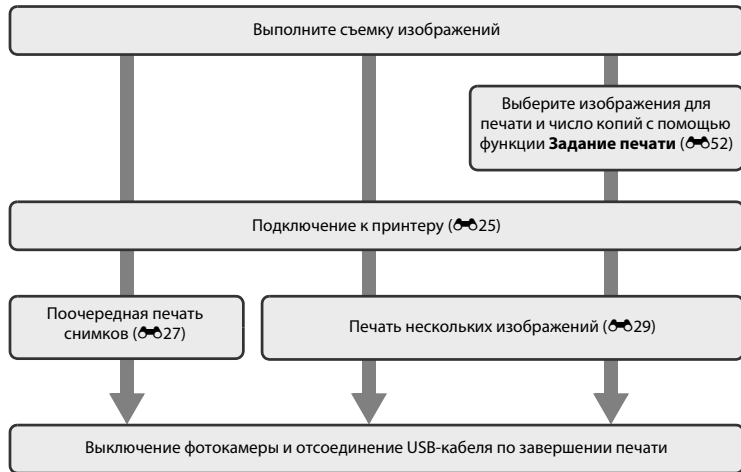 Выполните съемку изображений
Выберите изображения для
печати и число копий с помощью
функции Задание печати (52)
Подключение к принтеру (25)
Поочередная печать
снимков (27)
Печать нескольких изображений (29)
Выключение фотокамеры и отсоединение USB-кабеля по завершении печати